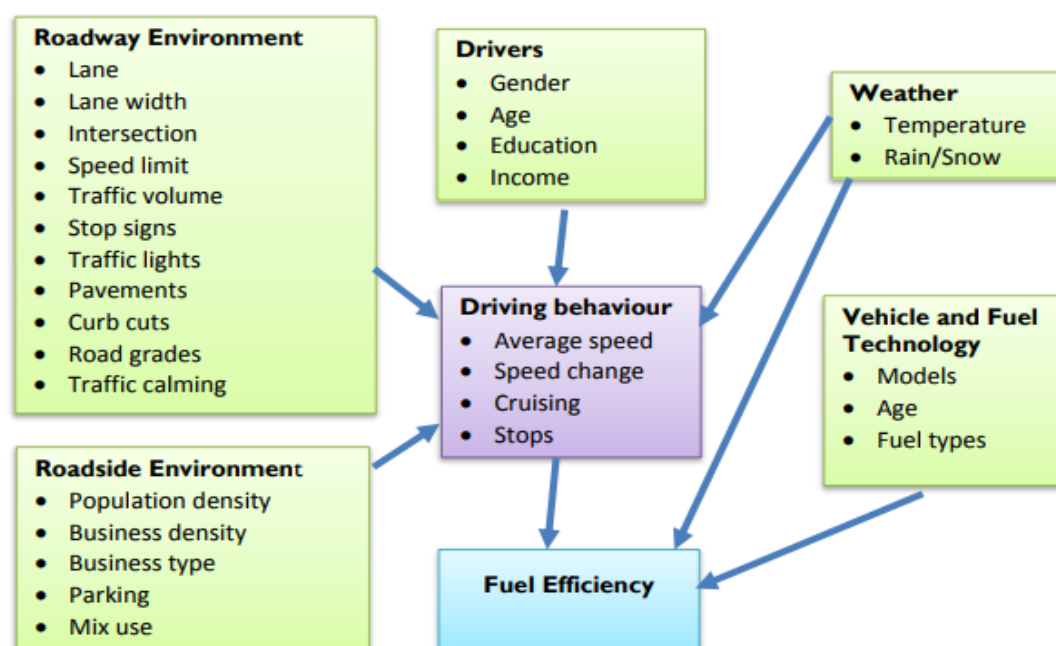 Roadway Environment
• Lane
• Lane width
• Intersection
• Speed limit
• Traffic volume
• Stop signs
• Traffic lights
• Pavements
• Curb cuts
• Road grades
• Traffic calming
Drivers
• Gender
• Age
• Education
• Income
Weather
• Temperature
• Rain/Snow
Driving behaviour
• Average speed
• Speed change
• Cruising
• Stops
Vehicle and Fuel
Technology
• Models
• Age
• Fuel types
Roadside Environment
• Population density
• Business density
• Business type
• Parking
• Mix use
Fuel Efficiency